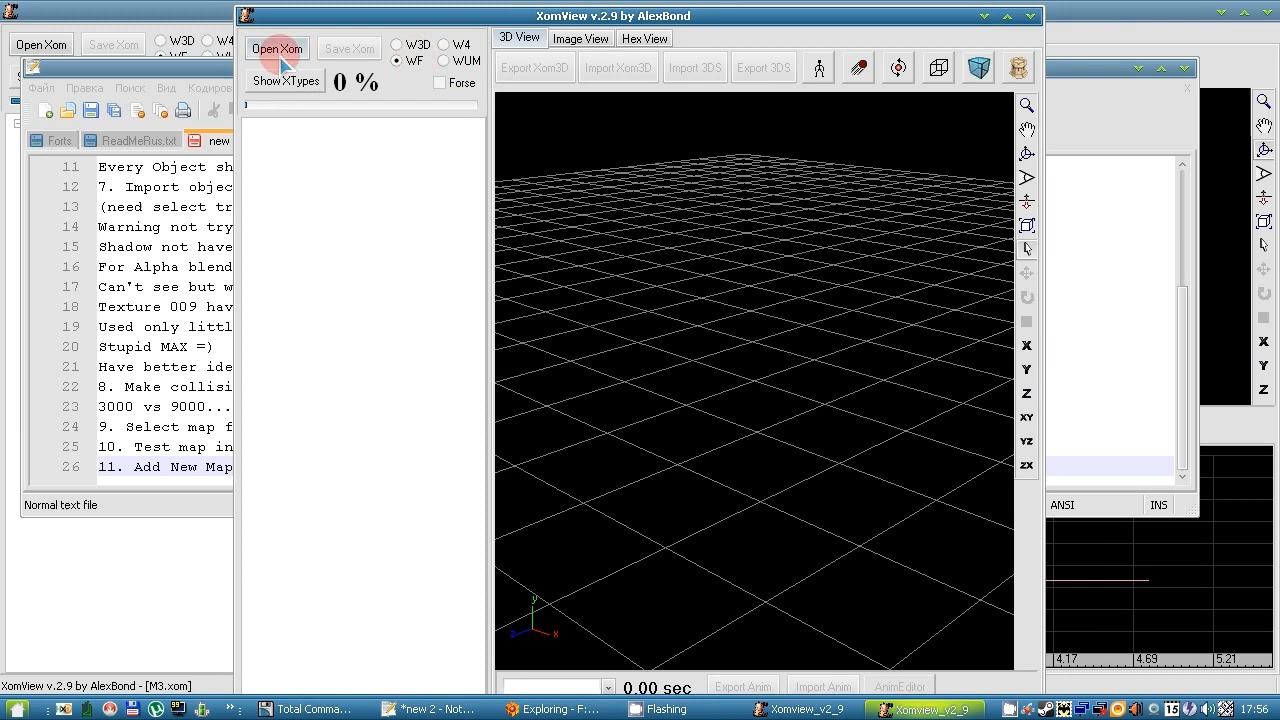 XomView v.2.9 by AlexBond
Open Xom
Save Xom
W3D
W4
WF
WUM
Show XTypes
0 %
Forse
3D View
Image View
Hex View
Export Xom3D
Import Xom3D
Import 3DS
Export 3DS
X
Y
Z
XY
YZ
ZX
y
x
z
0.00 sec
Export Anim
Import Anim
AnimEditor
Open Xom
Save Xom
W3D
Файл
Правка
Поиск
Вид
Кодиров
Forts
ReadMeRus.txt
new
11 Every Object sh
12 7. Import objec
13 (need select tr
14 Warning not try
15 Shadow not have
16 For Alpha blend
17 Can't see but w
18 Texture 009 hav
19 Used only littl
20 Stupid MAX =)
21 Have better ide
22 8. Make collisi
23 3000 vs 9000...
24 9. Select map f
25 10. Test map in
26 11. Add New Map
Normal text file
ANSI
INS
X
Y
Z
4.17
4.69
5.21
XomView v.2.9 by AlexBond - [M3.xom]
Total Comma...
*new 2 - Not...
Exploring - F:...
Flashing
Xomview_v2_9
Xomview_v2_9
15
17:56